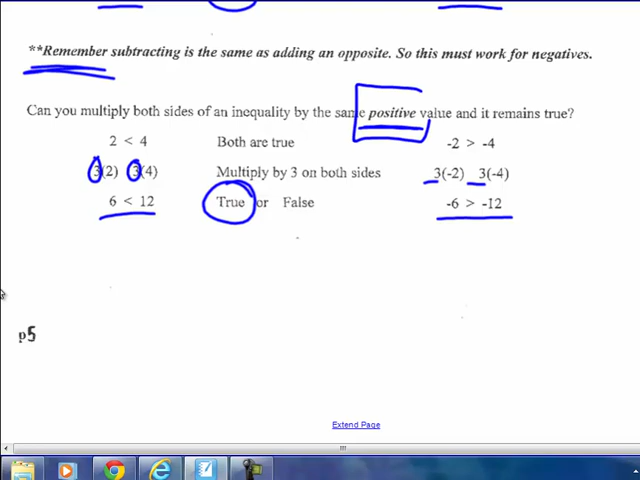 **Remember subtracting is the same as adding an opposite. So this must work for negatives.
Can you multiply both sides of an inequality by the same positive value and it remains true?
2 < 4 Both are true -2 > -4
3(2) 3(4) Multiply by 3 on both sides 3(-2) 3(-4)
6 < 12 True or False -6 > -12
p5
Extend Page